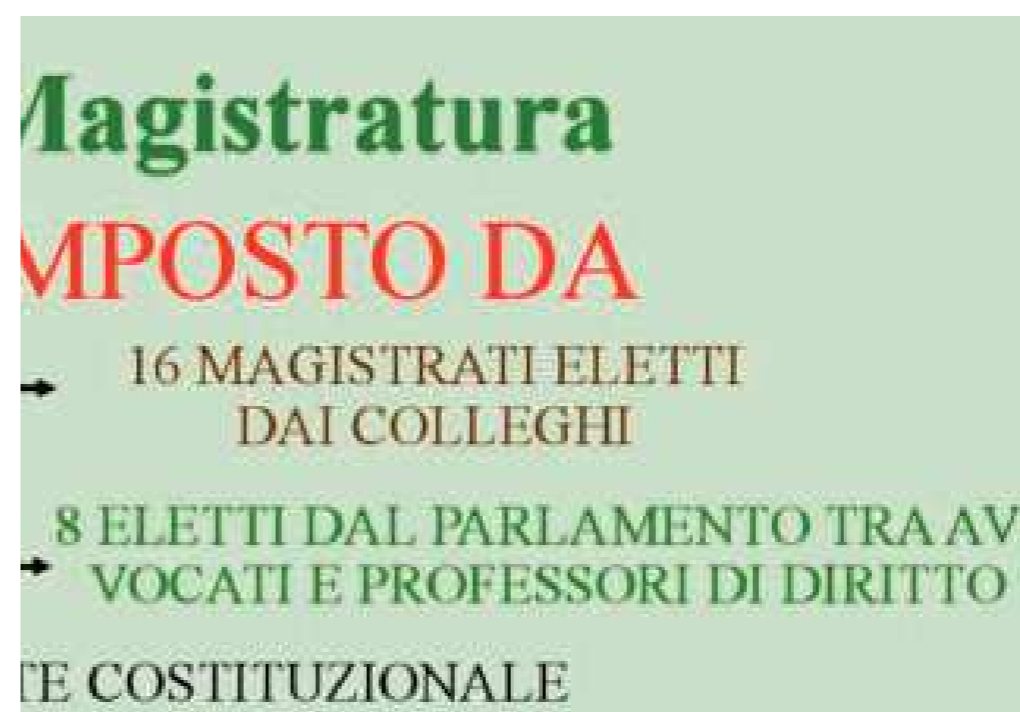 Magistratura
MPOSTO DA
16 MAGISTRATI ELETTI
DAI COLLEGHI
8 ELETTI DAL PARLAMENTO TRA AV
VOCATI E PROFESSORI DI DIRITTO
TE COSTITUZIONALE